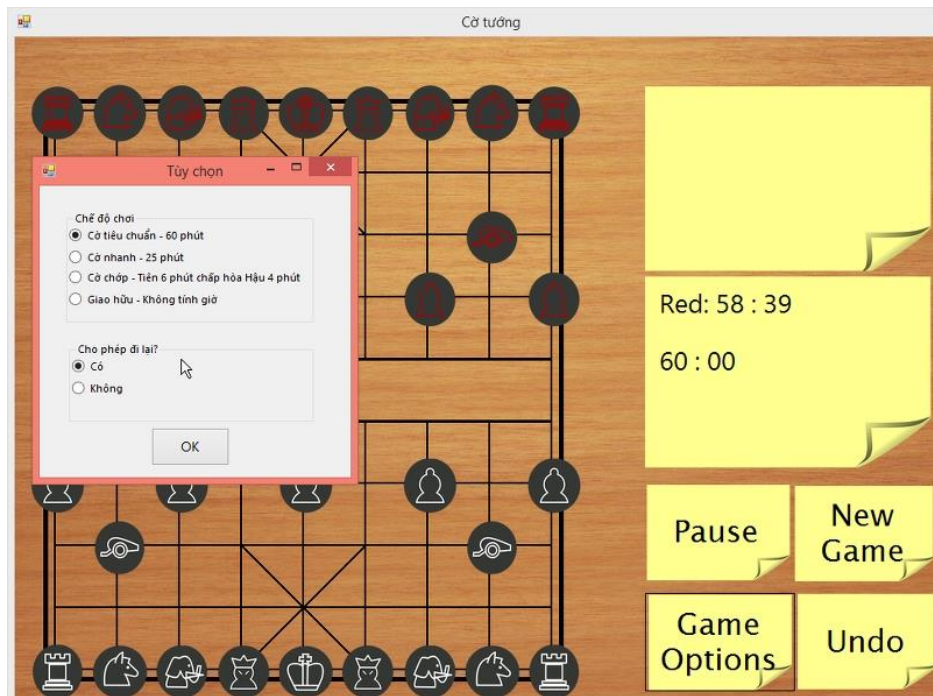 Cờ tướng
Tùy chọn
Chế độ chơi
Cờ tiêu chuẩn - 60 phút
Cờ nhanh - 25 phút
Cờ chớp - Tiên 6 phút chấp hòa Hậu 4 phút
Giao hữu - Không tính giờ
Cho phép đi lại?
Có
Không
OK
Red: 58 : 39
60 : 00
Pause
New
Game
Game
Options
Undo